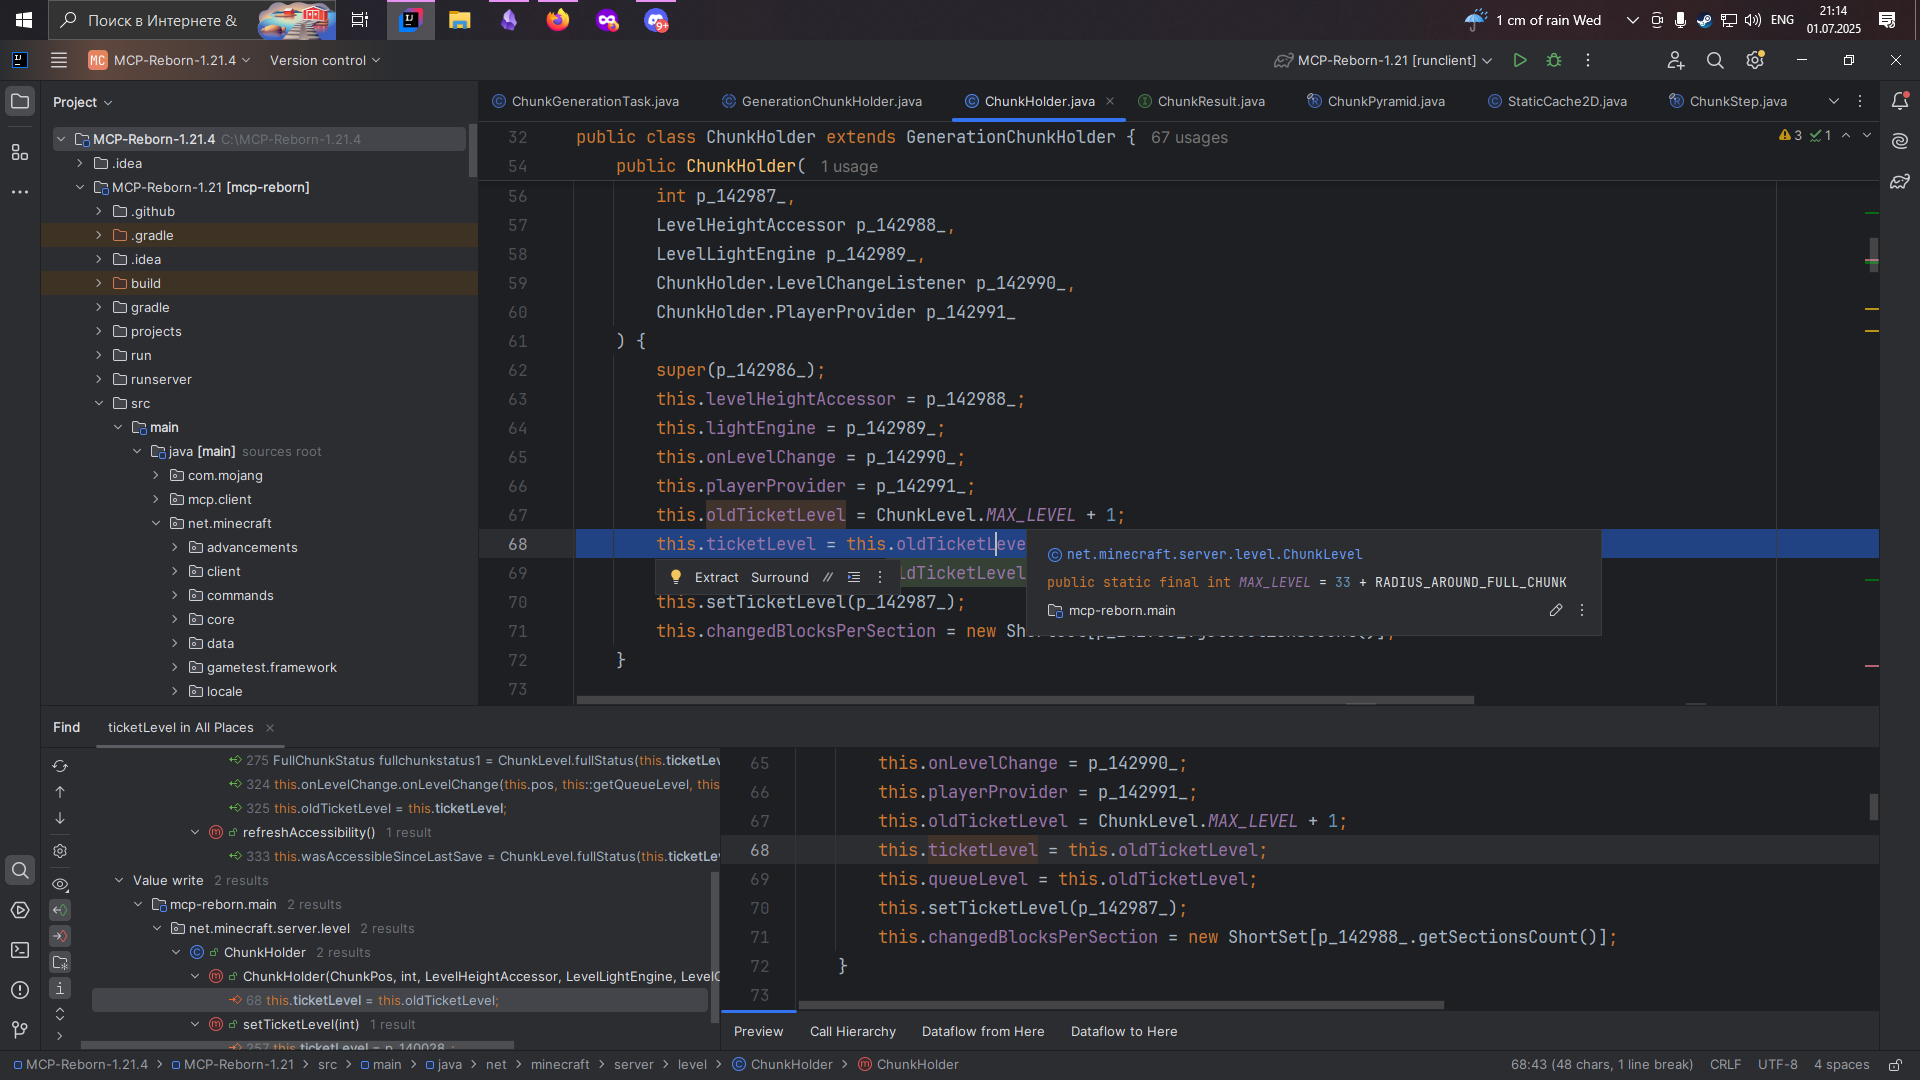 Поиск в Интернете &
1 cm of rain Wed
ENG
21:14
01.07.2025
MC MCP-Reborn-1.21.4
Version control
MCP-Reborn-1.21 [runclient]
Project
MCP-Reborn-1.21.4 C:\MCP-Reborn-1.21.4
.idea
MCP-Reborn-1.21 [mcp-reborn]
.github
.gradle
.idea
build
gradle
projects
run
runserver
src
main
java [main] sources root
com.mojang
mcp.client
net.minecraft
advancements
client
commands
core
data
gametest.framework
locale
ChunkGenerationTask.java
GenerationChunkHolder.java
ChunkHolder.java
ChunkResult.java
ChunkPyramid.java
StaticCache2D.java
ChunkStep.java
3 1
32 public class ChunkHolder extends GenerationChunkHolder { 67 usages
54 public ChunkHolder( 1 usage
56 int p_142987_,
57 LevelHeightAccessor p_142988_,
58 LevelLightEngine p_142989_,
59 ChunkHolder.LevelChangeListener p_142990_,
60 ChunkHolder.PlayerProvider p_142991_
61 ) {
62 super(p_142986_);
63 this.levelHeightAccessor = p_142988_;
64 this.lightEngine = p_142989_;
65 this.onLevelChange = p_142990_;
66 this.playerProvider = p_142991_;
67 this.oldTicketLevel = ChunkLevel.MAX_LEVEL + 1;
68 this.ticketLevel = this.oldTicketLeve
69 ldTicketLevel
70 this.setTicketLevel(p_142987_);
71 this.changedBlocksPerSection = new Sh
72 }
73
Extract Surround
net.minecraft.server.level.ChunkLevel
public static final int MAX_LEVEL = 33 + RADIUS_AROUND_FULL_CHUNK
mcp-reborn.main
Find
ticketLevel in All Places
275 FullChunkStatus fullchunkstatus1 = ChunkLevel.fullStatus(this.ticketLev
324 this.onLevelChange.onLevelChange(this.pos, this::getQueueLevel, this
325 this.oldTicketLevel = this.ticketLevel;
refreshAccessibility() 1 result
333 this.wasAccessibleSinceLastSave = ChunkLevel.fullStatus(this.ticketLe
Value write 2 results
mcp-reborn.main 2 results
net.minecraft.server.level 2 results
ChunkHolder 2 results
ChunkHolder(ChunkPos, int, LevelHeightAccessor, LevelLightEngine, LevelC
68 this.ticketLevel = this.oldTicketLevel;
setTicketLevel(int) 1 result
257 this.ticketLevel = p_140028_;
65 this.onLevelChange = p_142990_;
66 this.playerProvider = p_142991_;
67 this.oldTicketLevel = ChunkLevel.MAX_LEVEL + 1;
68 this.ticketLevel = this.oldTicketLevel;
69 this.queueLevel = this.oldTicketLevel;
70 this.setTicketLevel(p_142987_);
71 this.changedBlocksPerSection = new ShortSet[p_142988_.getSectionsCount()];
72 }
73
Preview
Call Hierarchy
Dataflow from Here
Dataflow to Here
MCP-Reborn-1.21.4 > MCP-Reborn-1.21 > src > main > java > net > minecraft > server > level > ChunkHolder > ChunkHolder
68:43 (48 chars, 1 line break)
CRLF
UTF-8
4 spaces